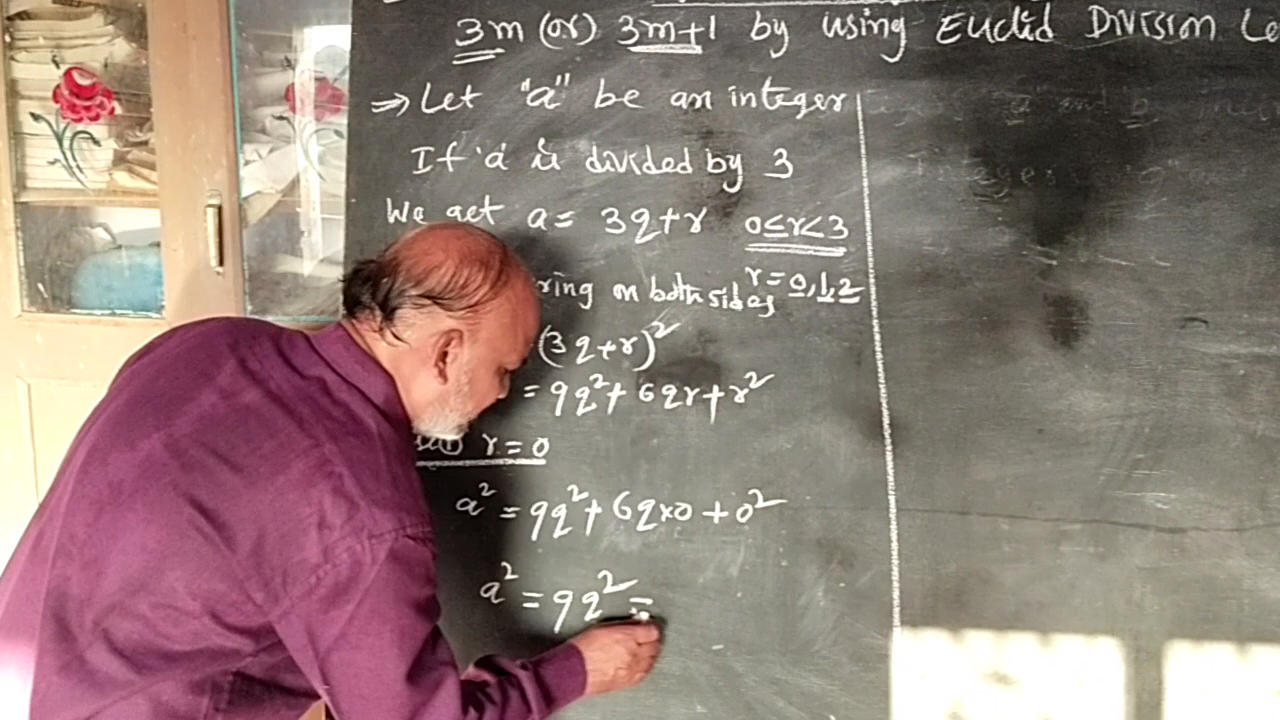 3m (or) 3m+1 by using Euclid Division
⇒ Let "a" be an integer
If 'a' is divided by 3
We get a = 3q+r 0≤r<3
ring on both sides r = 0,1,2
(3q+r)²
= 9q²+6qr+r²
r = 0
a² = 9q²+6q×0+0²
a² = 9q² =